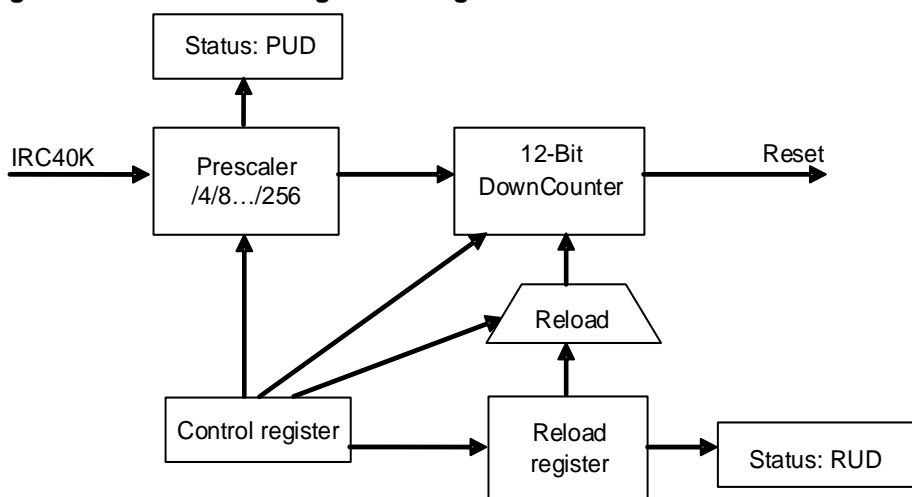 Status: PUD
IRC40K
Prescaler
/4/8…/256
12-Bit
DownCounter
Reset
Reload
Control register
Reload
register
Status: RUD